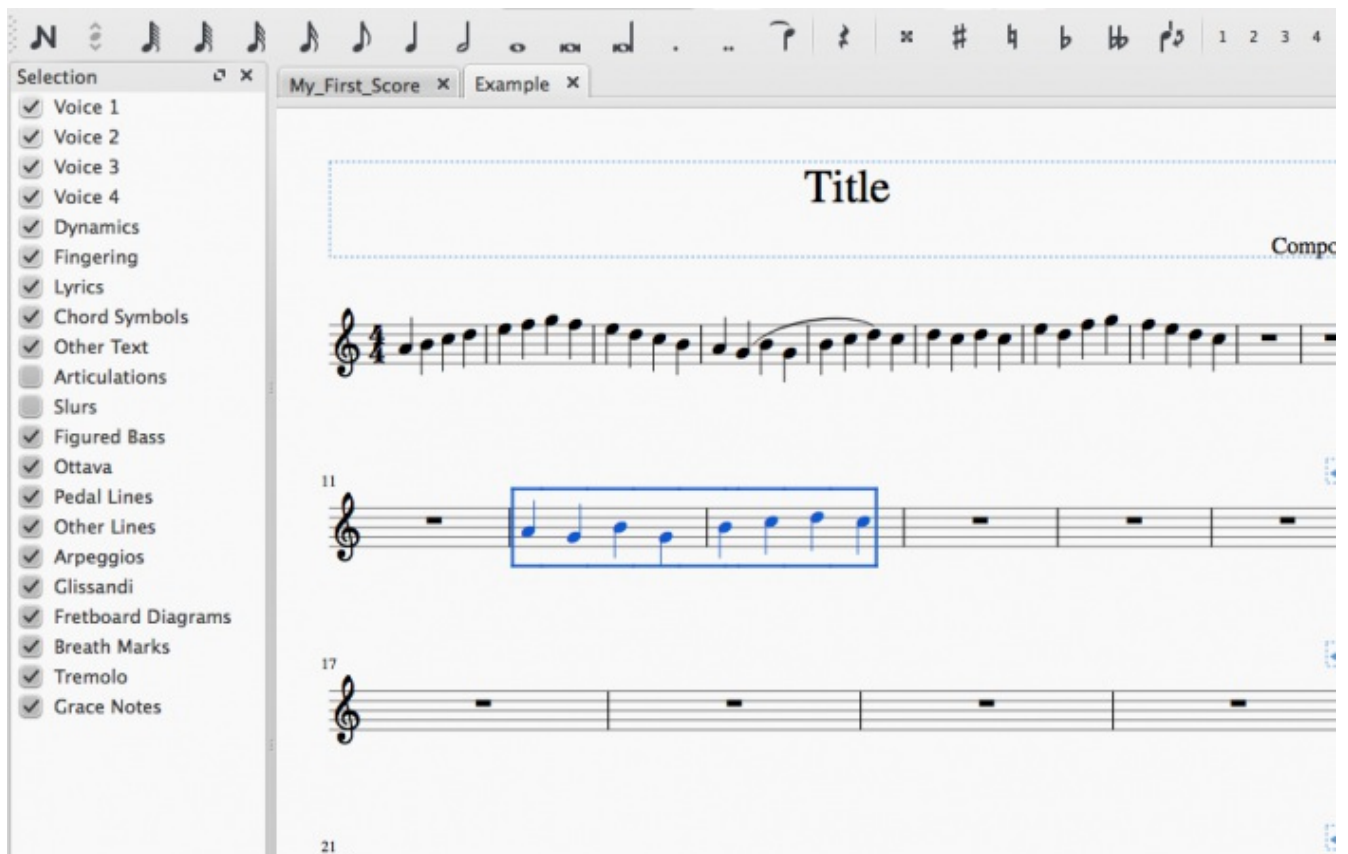 1 2 3 4
Selection
My_First_Score
Example
Voice 1
Voice 2
Voice 3
Voice 4
Dynamics
Fingering
Lyrics
Chord Symbols
Other Text
Articulations
Slurs
Figured Bass
Ottava
Pedal Lines
Other Lines
Arpeggios
Glissandi
Fretboard Diagrams
Breath Marks
Tremolo
Grace Notes
Title
Compo
4
4
11
17
21